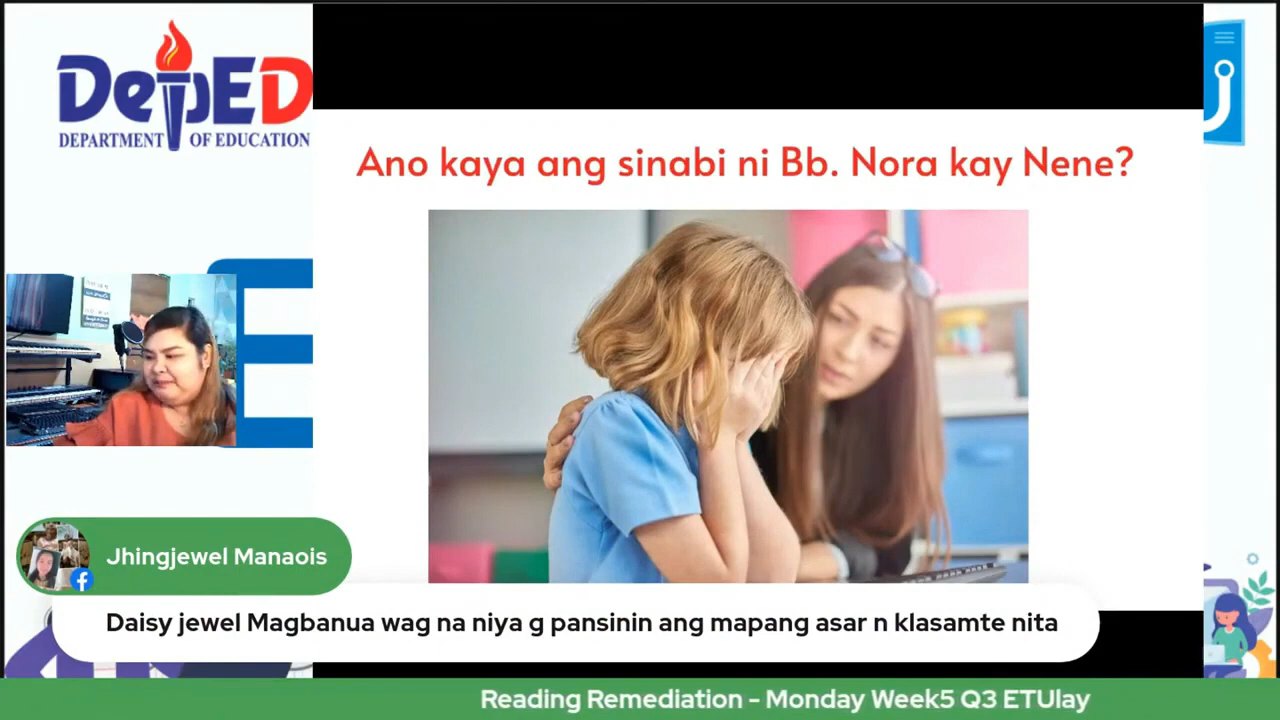 DepED
DEPARTMENT OF EDUCATION
Ano kaya ang sinabi ni Bb. Nora kay Nene?
Jhingjewel Manaois
Daisy jewel Magbanua wag na niya g pansinin ang mapang asar n klasamte nita
Reading Remediation - Monday Week5 Q3 ETUlay